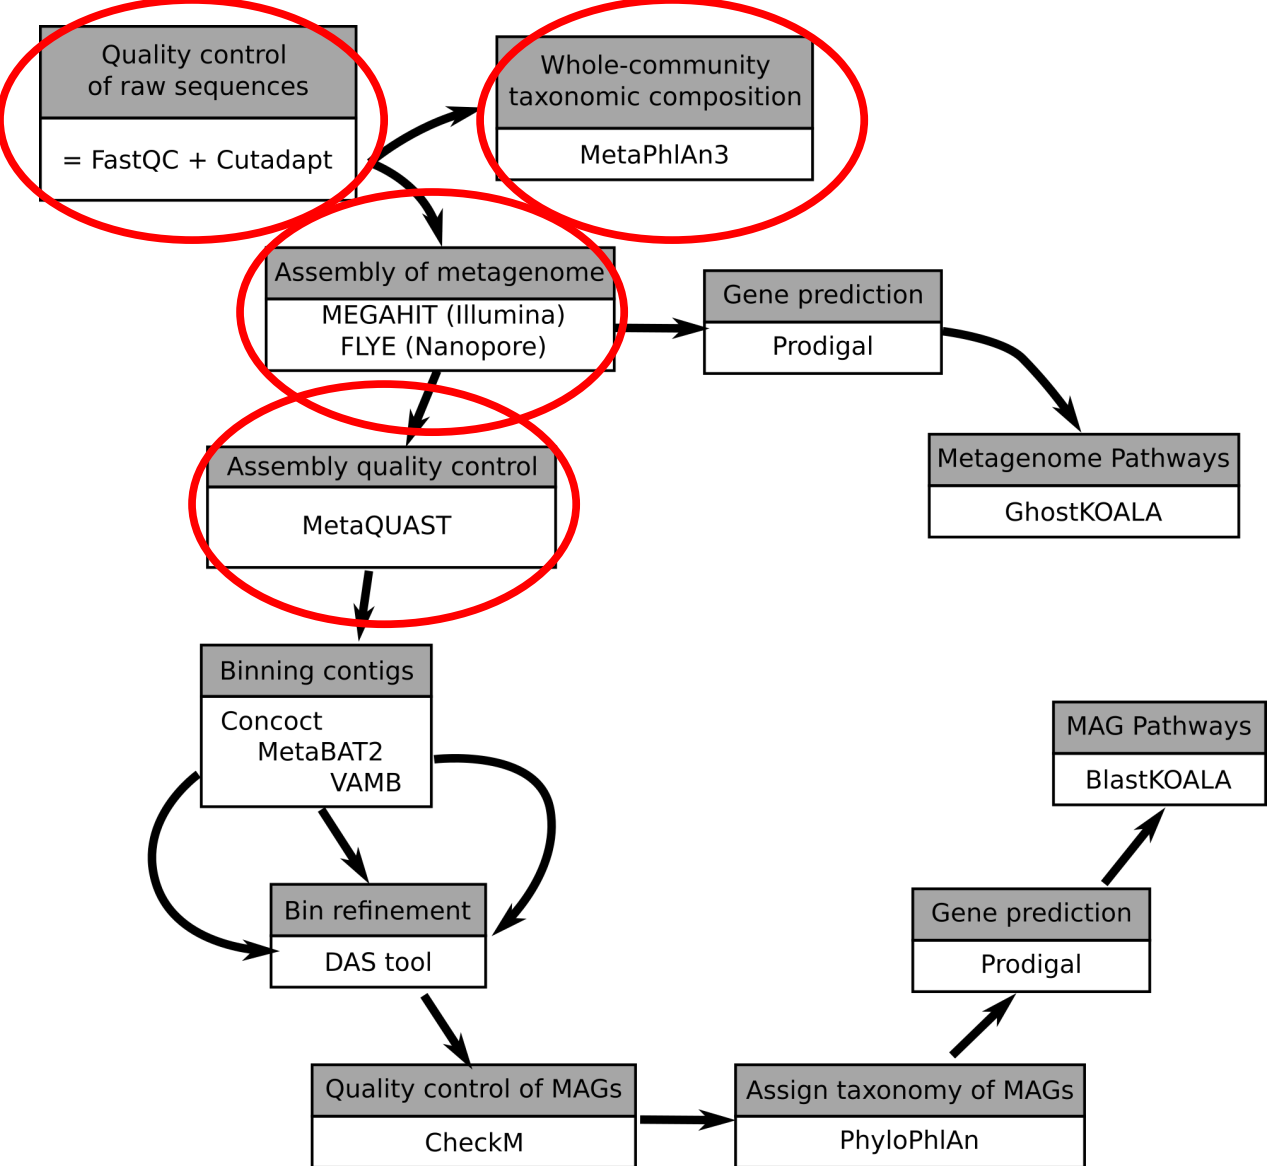 Quality control
of raw sequences
= FastQC + Cutadapt
Whole-community
taxonomic composition
MetaPhlAn3
Assembly of metagenome
MEGAHIT (Illumina)
FLYE (Nanopore)
Gene prediction
Prodigal
Metagenome Pathways
GhostKOALA
Assembly quality control
MetaQUAST
Binning contigs
Concoct
MetaBAT2
VAMB
Bin refinement
DAS tool
Quality control of MAGs
CheckM
Assign taxonomy of MAGs
PhyloPhlAn
Gene prediction
Prodigal
MAG Pathways
BlastKOALA